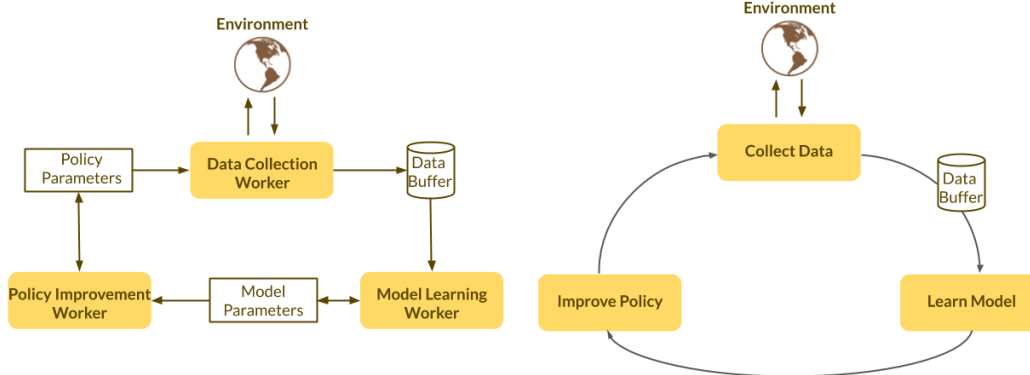 Environment
Policy
Parameters
Data Collection
Worker
Data
Buffer
Policy Improvement
Worker
Model
Parameters
Model Learning
Worker
Environment
Collect Data
Data
Buffer
Improve Policy
Learn Model